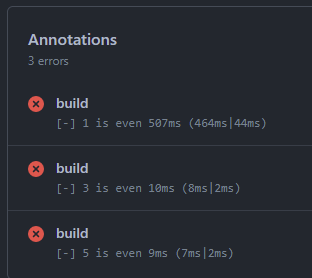 Annotations
3 errors
build
[-] 1 is even 507ms (464ms|44ms)
build
[-] 3 is even 10ms (8ms|2ms)
build
[-] 5 is even 9ms (7ms|2ms)